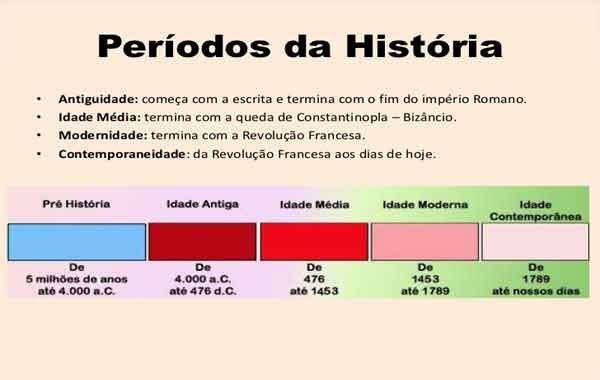 Períodos da História
• Antiguidade: começa com a escrita e termina com o fim do império Romano.
• Idade Média: termina com a queda de Constantinopla – Bizâncio.
• Modernidade: termina com a Revolução Francesa.
• Contemporaneidade: da Revolução Francesa aos dias de hoje.
Pré História
De
5 milhões de anos
até 4.000 a.C.
Idade Antiga
De
4.000 a.C.
até 476 d.C.
Idade Média
De
476
até 1453
Idade Moderna
De
1453
até 1789
Idade
Contemporânea
De
1789
até nossos dias